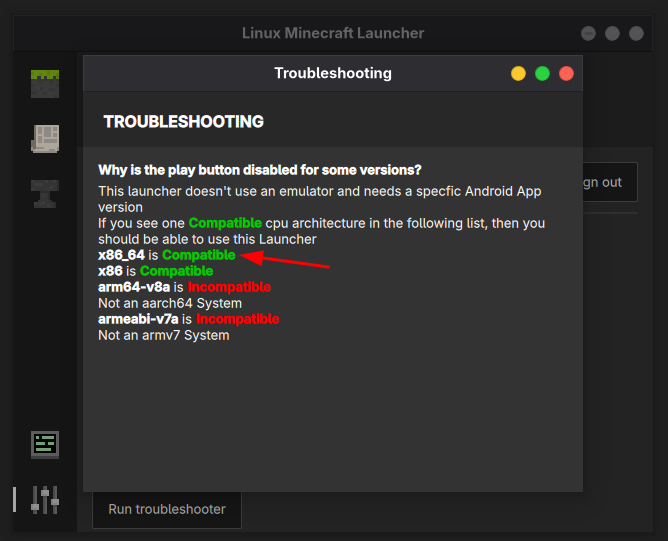 Linux Minecraft Launcher
Troubleshooting
TROUBLESHOOTING
Why is the play button disabled for some versions?
This launcher doesn't use an emulator and needs a specfic Android App
version
If you see one Compatible cpu architecture in the following list, then you
should be able to use this Launcher
x86_64 is Compatible
x86 is Compatible
arm64-v8a is Incompatible
Not an aarch64 System
armeabi-v7a is Incompatible
Not an armv7 System
gn out
Run troubleshooter